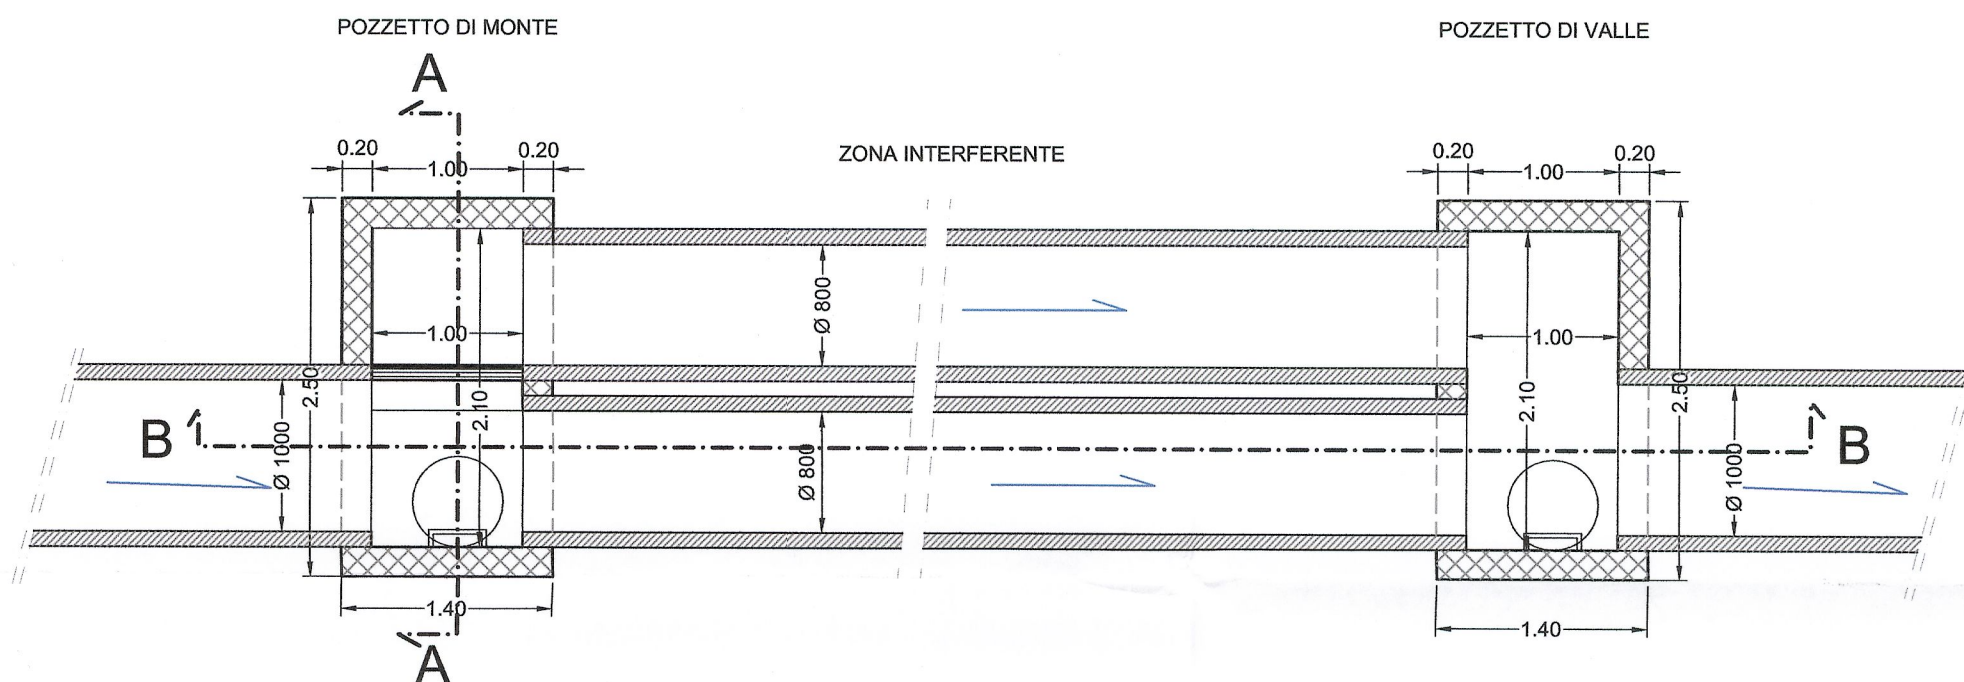 POZZETTO DI MONTE
POZZETTO DI VALLE
A
ZONA INTERFERENTE
0.20
1.00
0.20
0.20
1.00
0.20
Ø 800
1.00
1.00
2.50
2.10
2.10
2.50
B
Ø 1000
Ø 800
Ø 1000
B
1.40
1.40
A